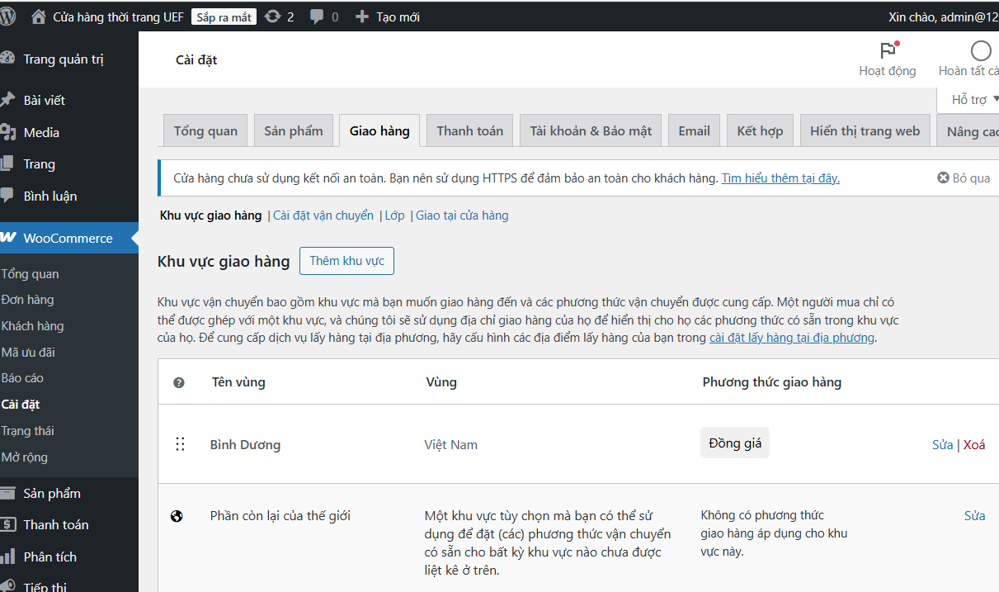 Cửa hàng thời trang UEF Sắp ra mắt 2 0 Tạo mới Xin chào, admin@12
Trang quản trị
Bài viết
Media
Trang
Bình luận
WooCommerce
Tổng quan
Đơn hàng
Khách hàng
Mã ưu đãi
Báo cáo
Cài đặt
Trạng thái
Mở rộng
Sản phẩm
Thanh toán
Phân tích
Tiếp thị
Cài đặt
Hoạt động
Hoàn tất cà
Hỗ trợ
Tổng quan Sản phẩm Giao hàng Thanh toán Tài khoản & Bảo mật Email Kết hợp Hiển thị trang web Nâng cao
Cửa hàng chưa sử dụng kết nối an toàn. Bạn nên sử dụng HTTPS để đảm bảo an toàn cho khách hàng. Tìm hiểu thêm tại đây. Bỏ qua
Khu vực giao hàng | Cài đặt vận chuyển | Lớp | Giao tại cửa hàng
Khu vực giao hàng Thêm khu vực
Khu vực vận chuyển bao gồm khu vực mà bạn muốn giao hàng đến và các phương thức vận chuyển được cung cấp. Một người mua chỉ có
thể được ghép với một khu vực, và chúng tôi sẽ sử dụng địa chỉ giao hàng của họ để hiển thị cho họ các phương thức có sẵn trong khu vực
của họ. Để cung cấp dịch vụ lấy hàng tại địa phương, hãy cấu hình các địa điểm lấy hàng của bạn trong cài đặt lấy hàng tại địa phương.
Tên vùng Vùng Phương thức giao hàng
Bình Dương Việt Nam Đồng giá Sửa | Xoá
Phần còn lại của thế giới
Một khu vực tùy chọn mà bạn có thể sử
dụng để đặt (các) phương thức vận chuyển
có sẵn cho bất kỳ khu vực nào chưa được
liệt kê ở trên.
Không có phương thức
giao hàng áp dụng cho khu
vực này.
Sửa